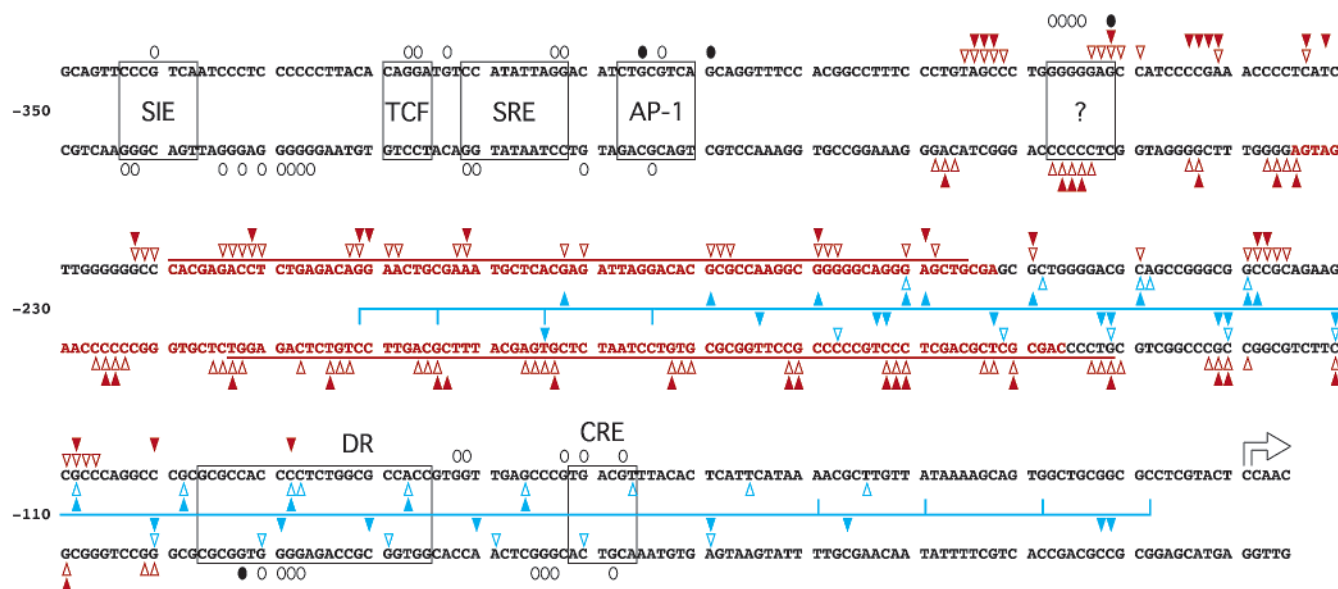 GCAGTTCCCG TCAATCCCTC CCCCCTTACA CAGGATGTCC ATATTAGGAC ATCTGCGTCA GCAGGTTTCC ACGGCCTTTC CCTGTAGCCC TGGGGGGAGC CATCCCCGAA ACCCCTCATC
-350 SIE TCF SRE AP-1 ?
CGTCAAGGGC AGTTAGGGAG GGGGGAATGT GTCCTACAGG TATAATCCTG TAGACGCAGT CGTCCAAAGG TGCCGGAAAG GGACATCGGG ACCCCCCTCG GTAGGGGCTT TGGGGAGTAG
TTGGGGGGCC CACGAGACCT CTGAGACAGG AACTGCGAAA TGCTCACGAG ATTAGGACAC GCGCCAAGGC GGGGGCAGGG AGCTGCGAGC GCTGGGGACG CAGCCGGGCG GCCGCAGAAG
-230
AACCCCCCGG GTGCTCTGGA GACTCTGTCC TTGACGCTTT ACGAGTGCTC TAATCCTGTG CGCGGTTCCG CCCCCGTCCC TCGACGCTCG CGACCCCTGC GTCGGCCCGC CGGCGTCTTC
DR CRE
CGCCCAGGCC CGCGCGCCAC CCCTCTGGCG CCACCGTGGT TGAGCCCGTG ACGTTTACAC TCATTCATAA AACGCTTGTT ATAAAAGCAG TGGCTGCGGC GCCTCGTACT CCAAC
-110
GCGGGTCCGG GCGCGCGGTG GGGAGACCGC GGTGGCACCA ACTCGGGCAC TGCAAATGTG AGTAAGTATT TTGCGAACAA TATTTTCGTC ACCGACGCCG CGGAGCATGA GGTTG